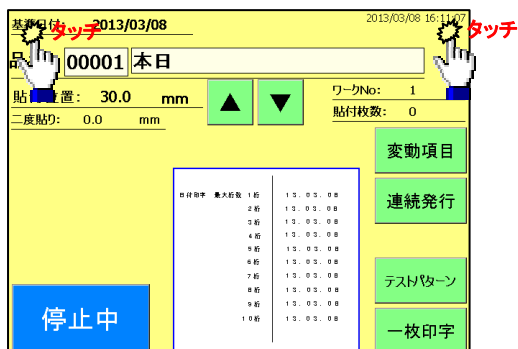 基準日付: 2013/03/08
2013/03/08 16:11:07
タッチ
タッチ
品
00001 本日
貼 位置: 30.0 mm
▲ ▼
ワークNo: 1
二度貼り: 0.0 mm
貼付枚数: 0
変動項目
日付印字 最大桁数 1桁 13.03.08
2桁 13.03.08
3桁 13.03.08
4桁 13.03.08
5桁 13.03.08
6桁 13.03.08
7桁 13.03.08
8桁 13.03.08
9桁 13.03.08
10桁 13.03.08
連続発行
テストパターン
停止中
一枚印字